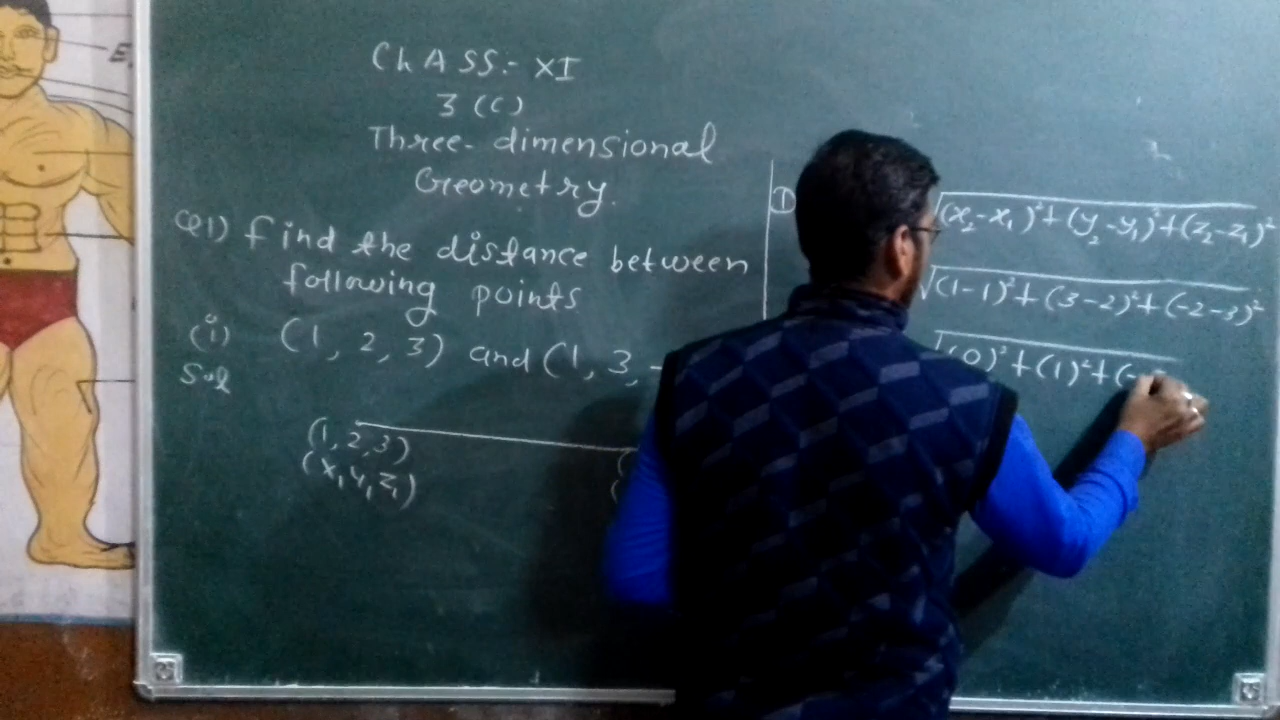 ChASS:- XI
3 (C)
Three-dimensional
Geometry.
Q1) find the distance between
following points
(i) (1, 2, 3) and (1, 3, -
Sol
(1, 2, 3)
(x₁ y₁ z₁)
√(x₂-x₁)²+(y₂-y₁)²+(z₂-z₁)²
√(1-1)²+(3-2)²+(-2-3)²
√(0)²+(1)²+(-